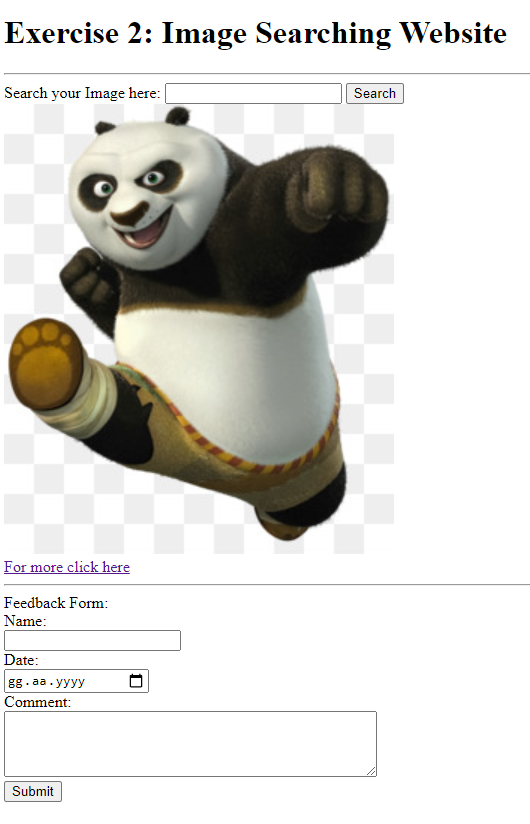 Exercise 2: Image Searching Website
Search your Image here: Search
For more click here
Feedback Form:
Name:
Date:
gg.aa.yyyy
Comment:
Submit